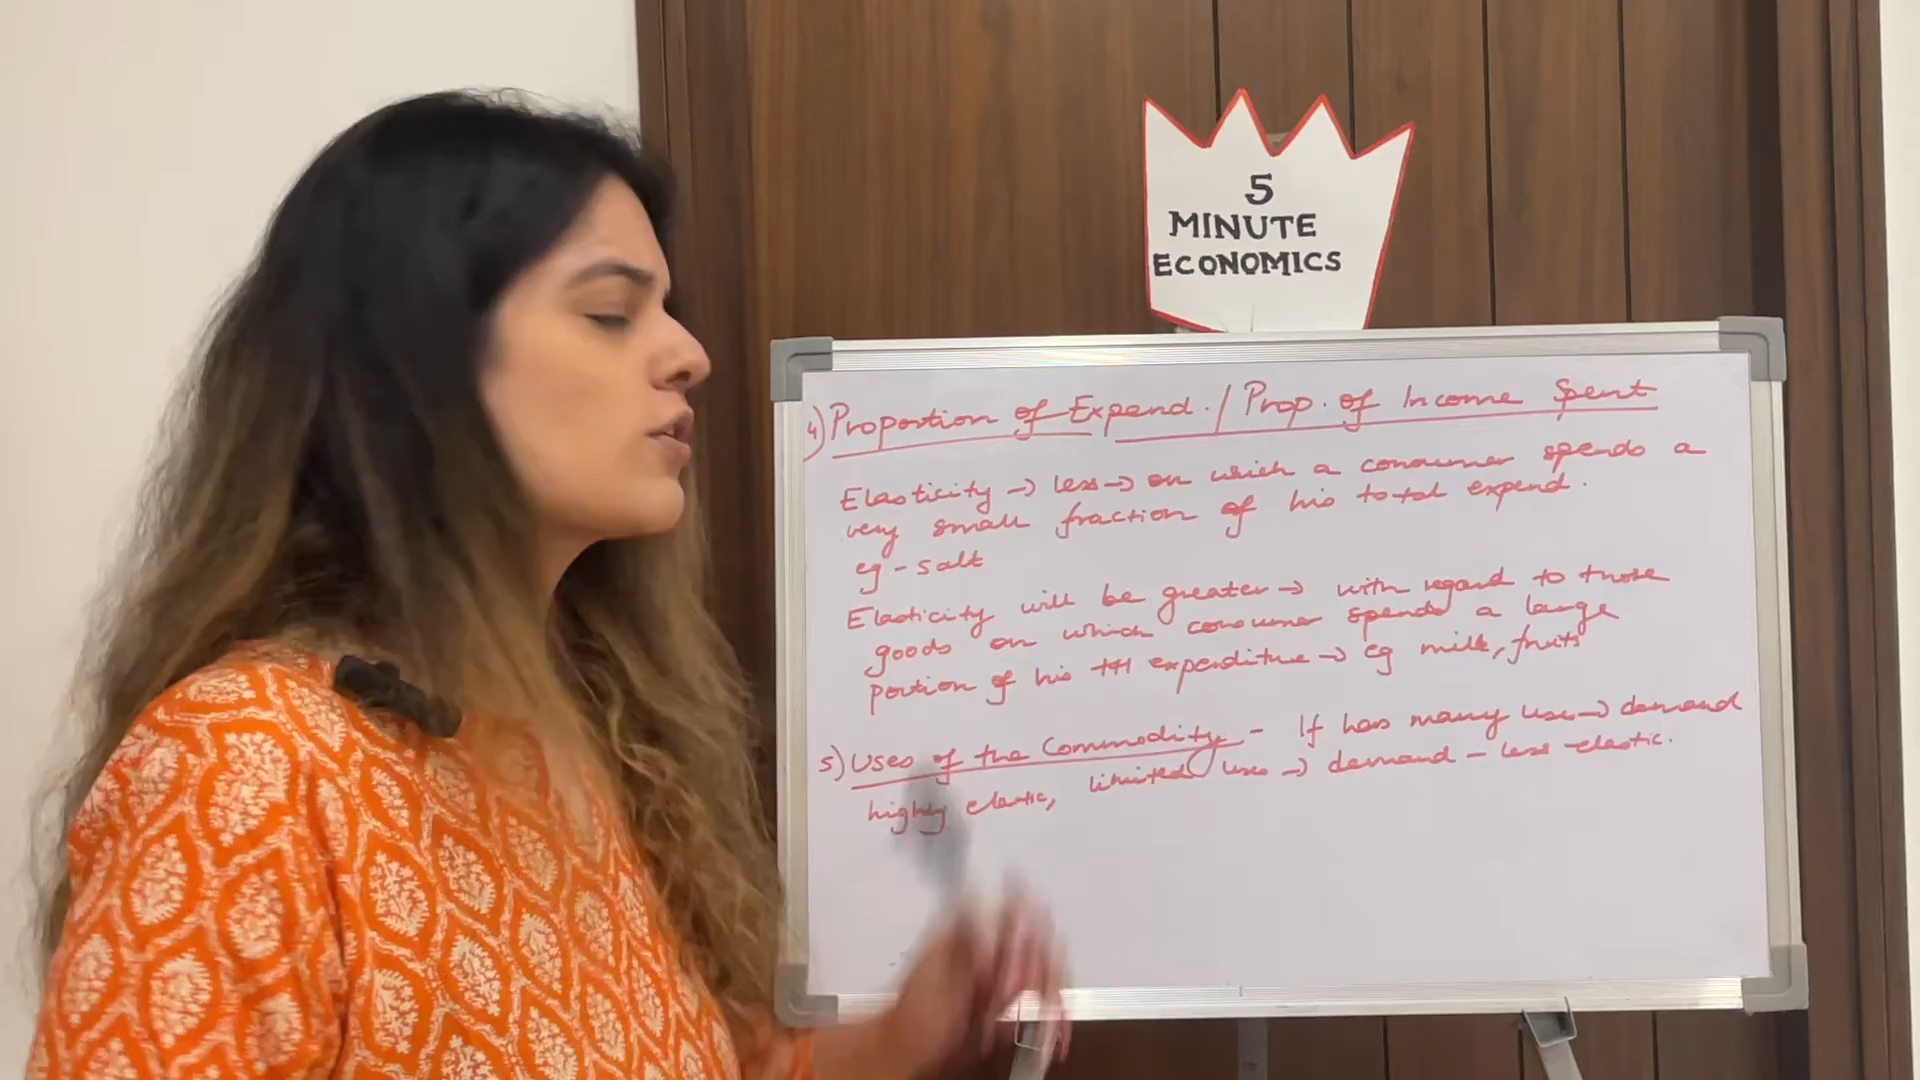 5
MINUTE
ECONOMICS
4) Proportion of Expend. / Prop. of Income Spent
Elasticity → less → on which a consumer spends a
very small fraction of his total expend.
eg - salt
Elasticity will be greater → with regard to those
goods on which consumer spends a large
portion of his ttl expenditure → eg milk, fruits
5) Uses of the Commodity - If has many uses → demand
highly elastic, limited uses → demand - less elastic.